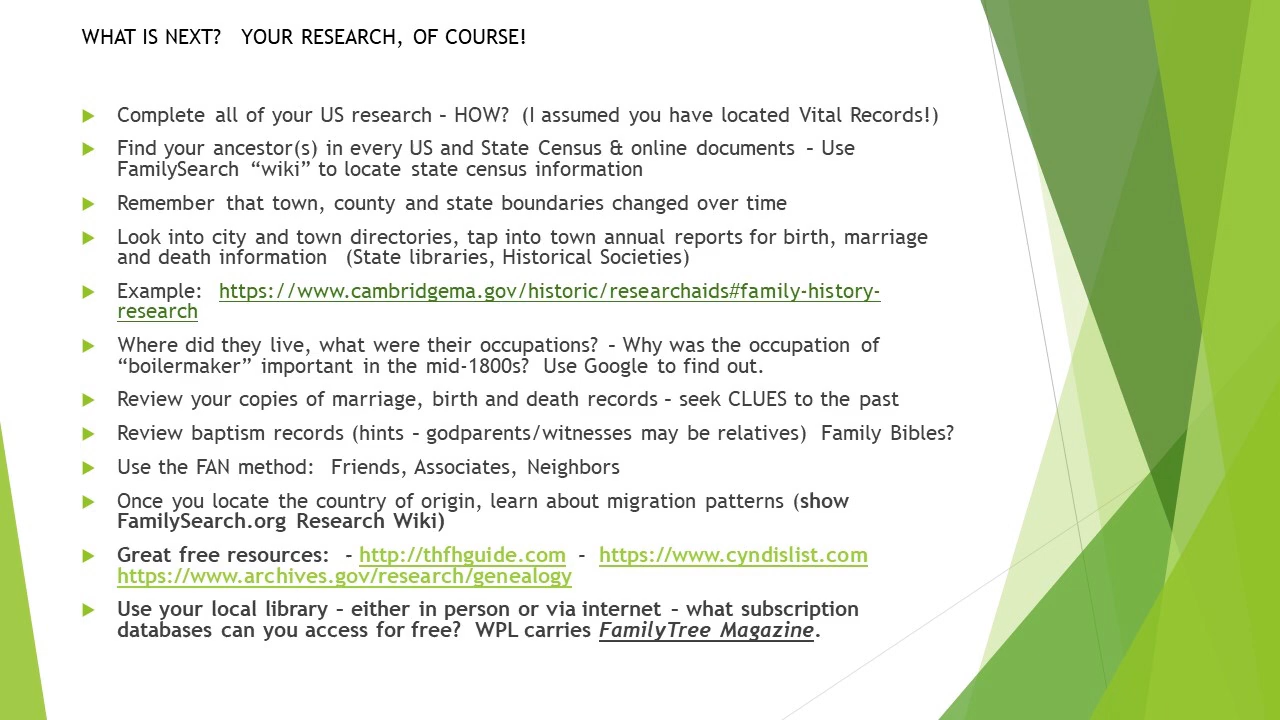 WHAT IS NEXT? YOUR RESEARCH, OF COURSE!
Complete all of your US research – HOW? (I assumed you have located Vital Records!)
Find your ancestor(s) in every US and State Census & online documents – Use
FamilySearch “wiki” to locate state census information
Remember that town, county and state boundaries changed over time
Look into city and town directories, tap into town annual reports for birth, marriage
and death information (State libraries, Historical Societies)
Example: https://www.cambridgema.gov/historic/researchaids#family-history-
research
Where did they live, what were their occupations? – Why was the occupation of
“boilermaker” important in the mid-1800s? Use Google to find out.
Review your copies of marriage, birth and death records – seek CLUES to the past
Review baptism records (hints – godparents/witnesses may be relatives) Family Bibles?
Use the FAN method: Friends, Associates, Neighbors
Once you locate the country of origin, learn about migration patterns (show
FamilySearch.org Research Wiki)
Great free resources: - http://thfhguide.com - https://www.cyndislist.com
https://www.archives.gov/research/genealogy
Use your local library – either in person or via internet – what subscription
databases can you access for free? WPL carries FamilyTree Magazine.